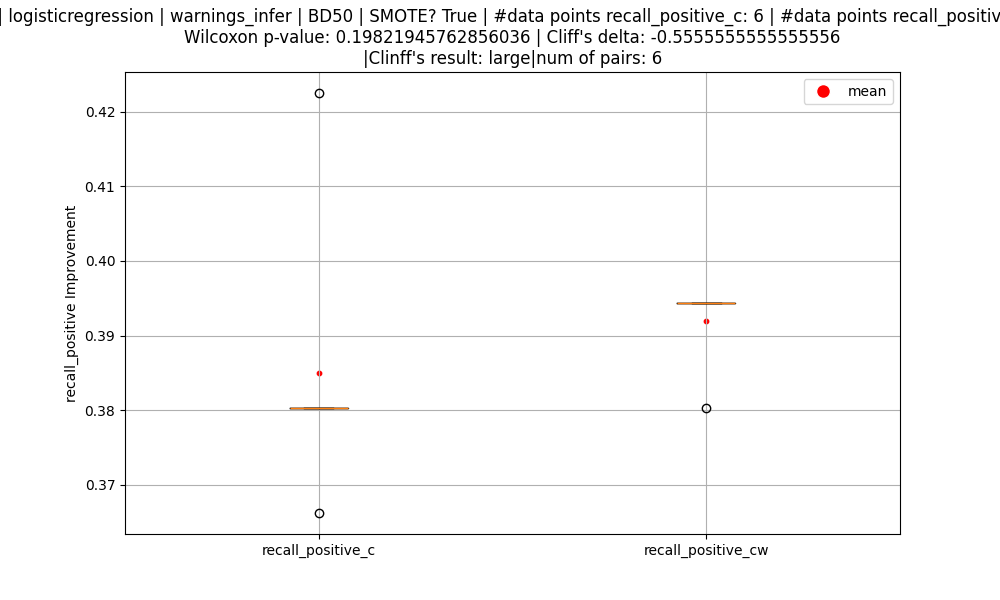 | logisticregression | warnings_infer | BD50 | SMOTE? True | #data points recall_positive_c: 6 | #data points
Wilcoxon p-value: 0.19821945762856036 | Cliff's delta: -0.5555555555555556
|Clinff's result: large|num of pairs: 6
mean
0.42
0.41
0.40
0.39
0.38
0.37
recall_positive Improvement
recall_positive_c
recall_positive_cw